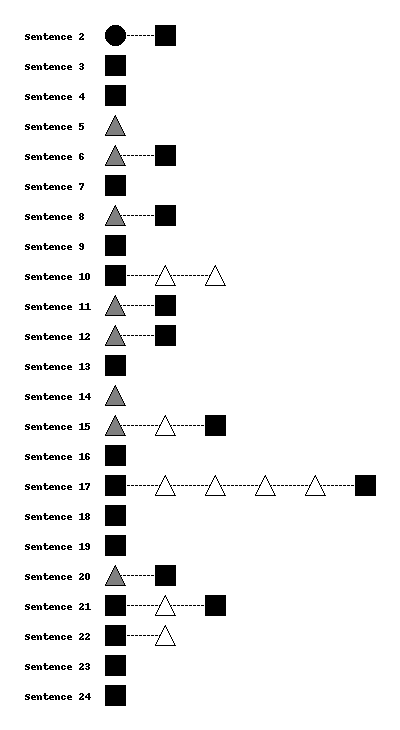 Sentence 2
Sentence 3
Sentence 4
Sentence 5
Sentence 6
Sentence 7
Sentence 8
Sentence 9
Sentence 10
Sentence 11
Sentence 12
Sentence 13
Sentence 14
Sentence 15
Sentence 16
Sentence 17
Sentence 18
Sentence 19
Sentence 20
Sentence 21
Sentence 22
Sentence 23
Sentence 24